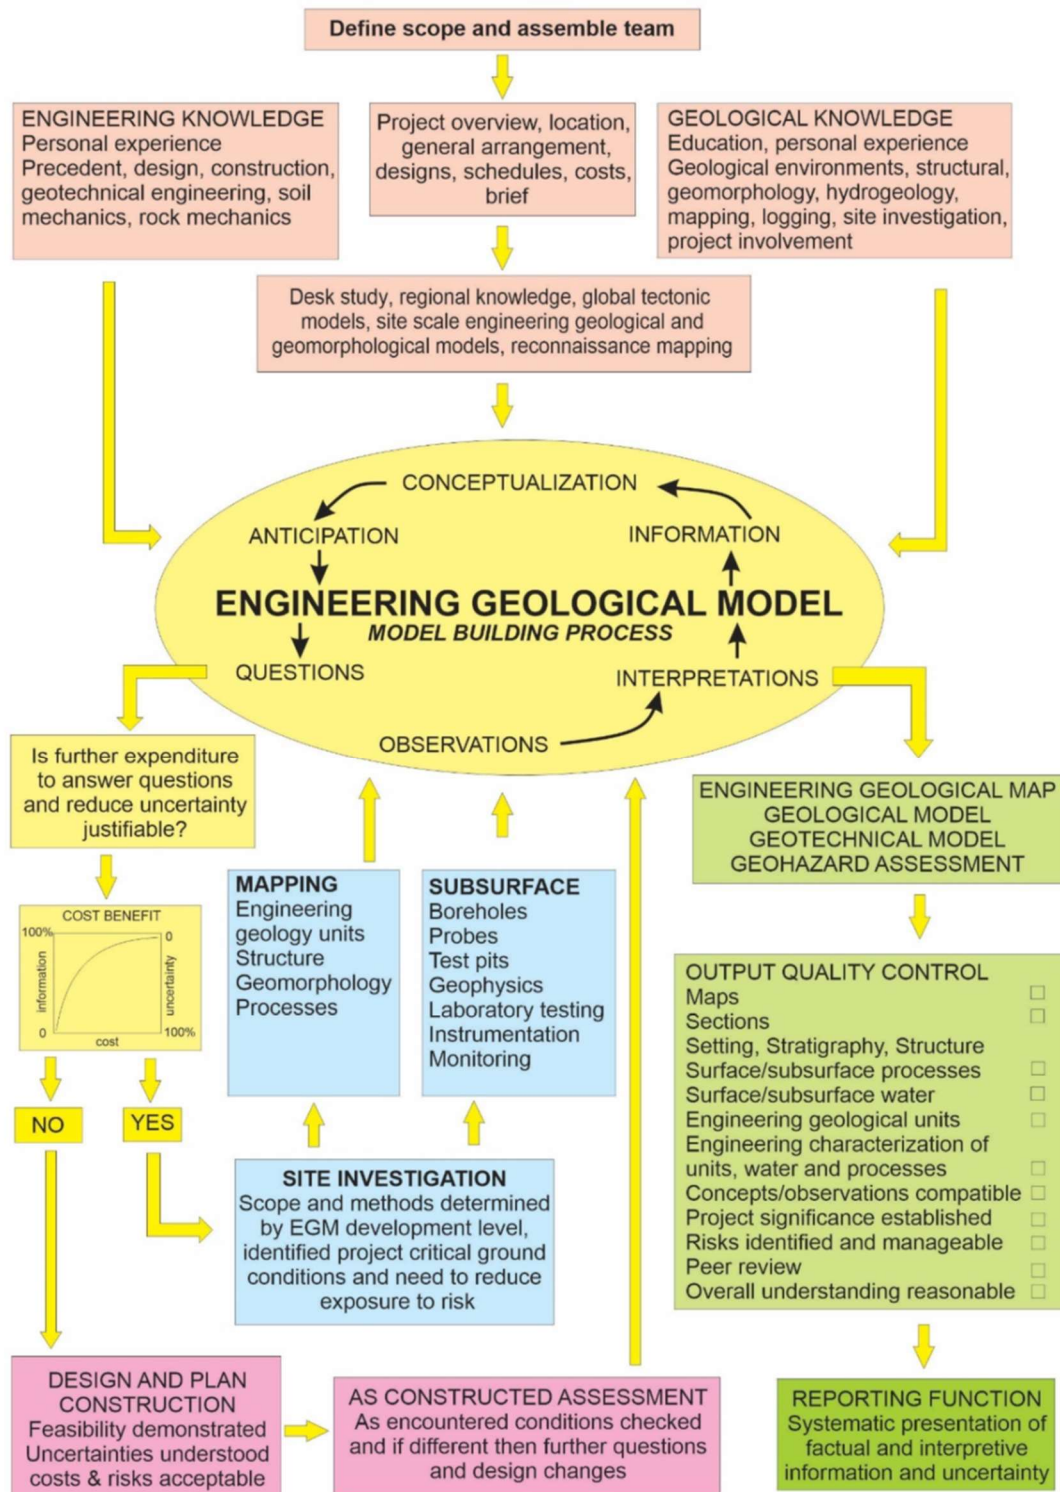 Define scope and assemble team
ENGINEERING KNOWLEDGE
Personal experience
Precedent, design, construction,
geotechnical engineering, soil
mechanics, rock mechanics
Project overview, location,
general arrangement,
designs, schedules, costs,
brief
GEOLOGICAL KNOWLEDGE
Education, personal experience
Geological environments, structural,
geomorphology, hydrogeology,
mapping, logging, site investigation,
project involvement
Desk study, regional knowledge, global tectonic
models, site scale engineering geological and
geomorphological models, reconnaissance mapping
CONCEPTUALIZATION
ANTICIPATION
INFORMATION
ENGINEERING GEOLOGICAL MODEL
MODEL BUILDING PROCESS
QUESTIONS
INTERPRETATIONS
OBSERVATIONS
Is further expenditure
to answer questions
and reduce uncertainty
justifiable?
COST BENEFIT
100%
0
information
uncertainty
0
100%
cost
NO
YES
MAPPING
Engineering
geology units
Structure
Geomorphology
Processes
SUBSURFACE
Boreholes
Probes
Test pits
Geophysics
Laboratory testing
Instrumentation
Monitoring
SITE INVESTIGATION
Scope and methods determined
by EGM development level,
identified project critical ground
conditions and need to reduce
exposure to risk
ENGINEERING GEOLOGICAL MAP
GEOLOGICAL MODEL
GEOTECHNICAL MODEL
GEOHAZARD ASSESSMENT
OUTPUT QUALITY CONTROL
Maps
Sections
Setting, Stratigraphy, Structure
Surface/subsurface processes
Surface/subsurface water
Engineering geological units
Engineering characterization of
units, water and processes
Concepts/observations compatible
Project significance established
Risks identified and manageable
Peer review
Overall understanding reasonable
DESIGN AND PLAN
CONSTRUCTION
Feasibility demonstrated
Uncertainties understood
costs & risks acceptable
AS CONSTRUCTED ASSESSMENT
As encountered conditions checked
and if different then further questions
and design changes
REPORTING FUNCTION
Systematic presentation of
factual and interpretive
information and uncertainty